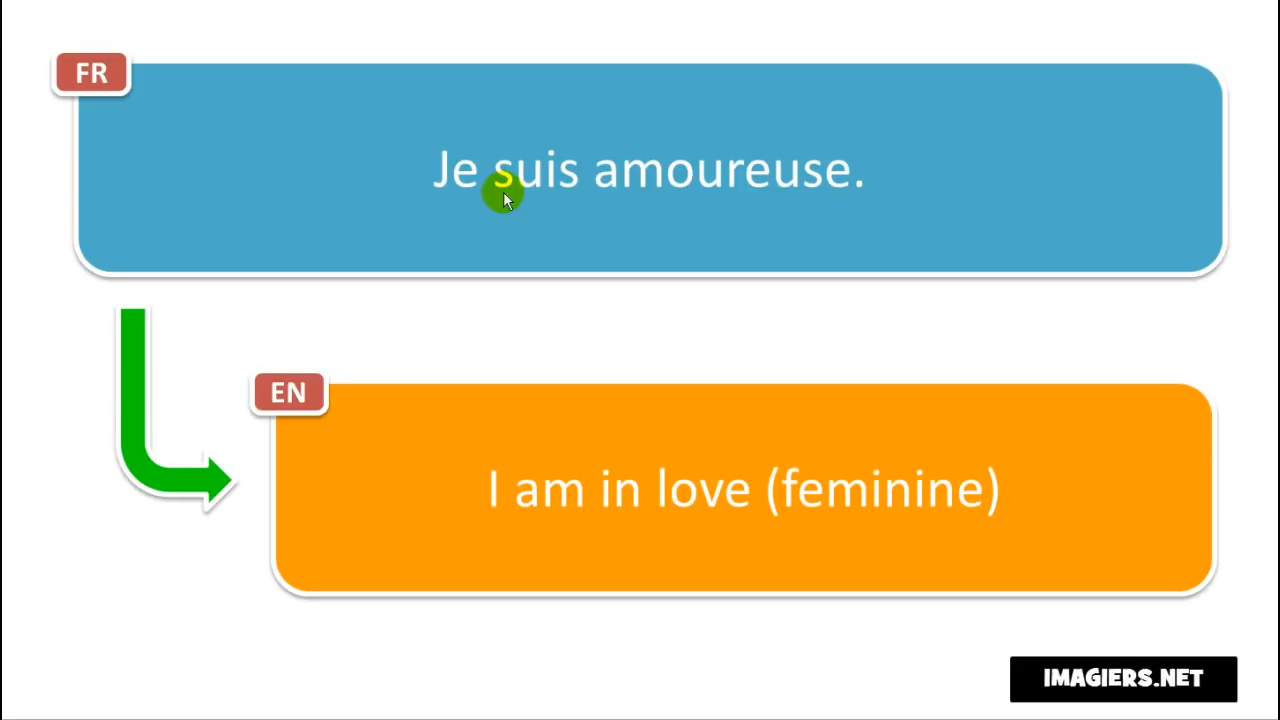 FR
Je suis amoureuse.
EN
I am in love (feminine)
IMAGIERS.NET